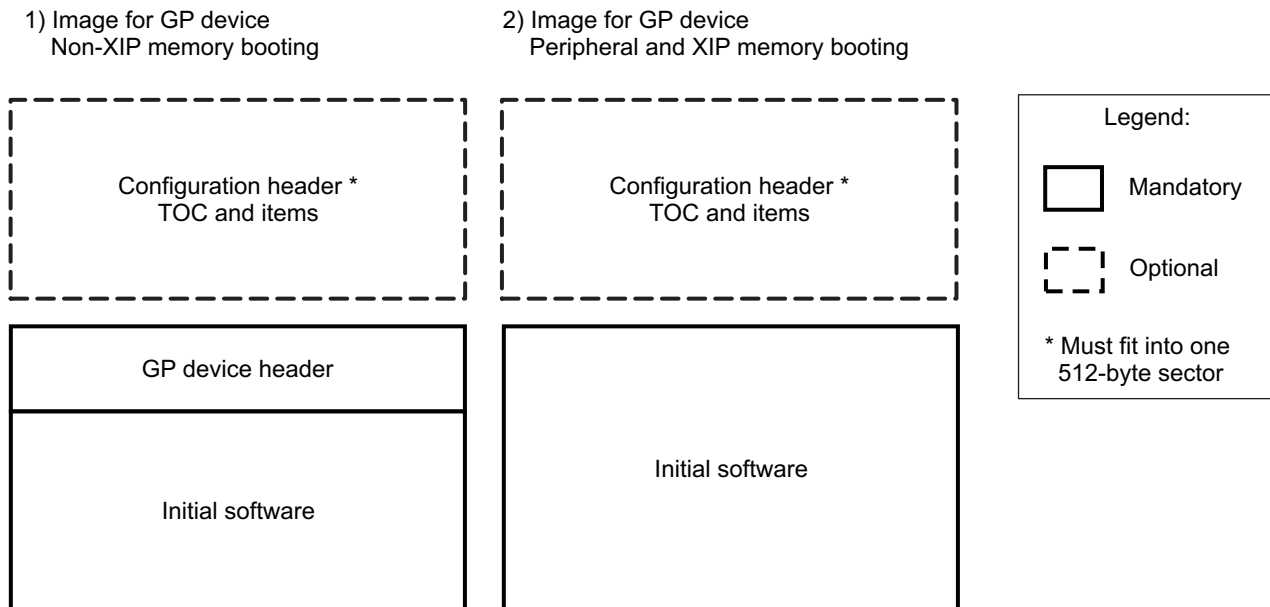 1) Image for GP device
Non-XIP memory booting
2) Image for GP device
Peripheral and XIP memory booting
Configuration header *
TOC and items
Configuration header *
TOC and items
GP device header
Initial software
Initial software
Legend:
Mandatory
Optional
* Must fit into one
512-byte sector